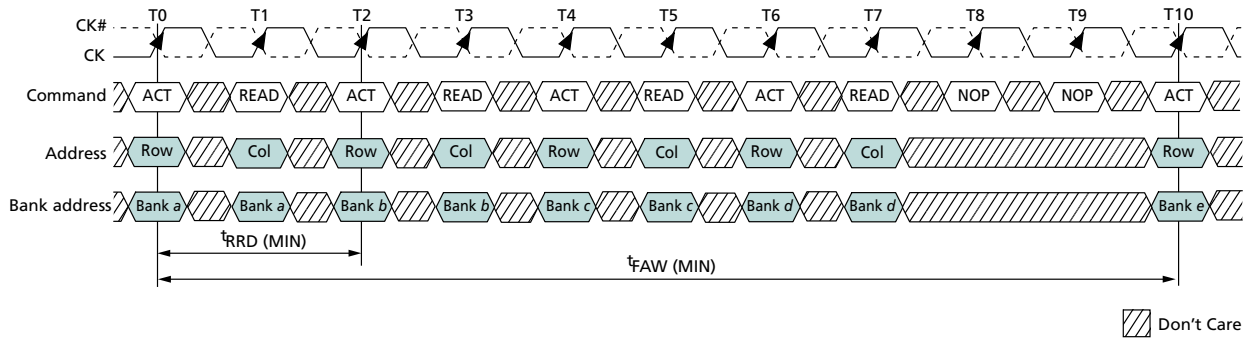 T0 T1 T2 T3 T4 T5 T6 T7 T8 T9 T10
CK#
CK
Command ACT READ ACT READ ACT READ ACT READ NOP NOP ACT
Address Row Col Row Col Row Col Row Col Row
Bank address Bank a Bank a Bank b Bank b Bank c Bank c Bank d Bank d Bank e
tRRD (MIN)
tFAW (MIN)
Don't Care